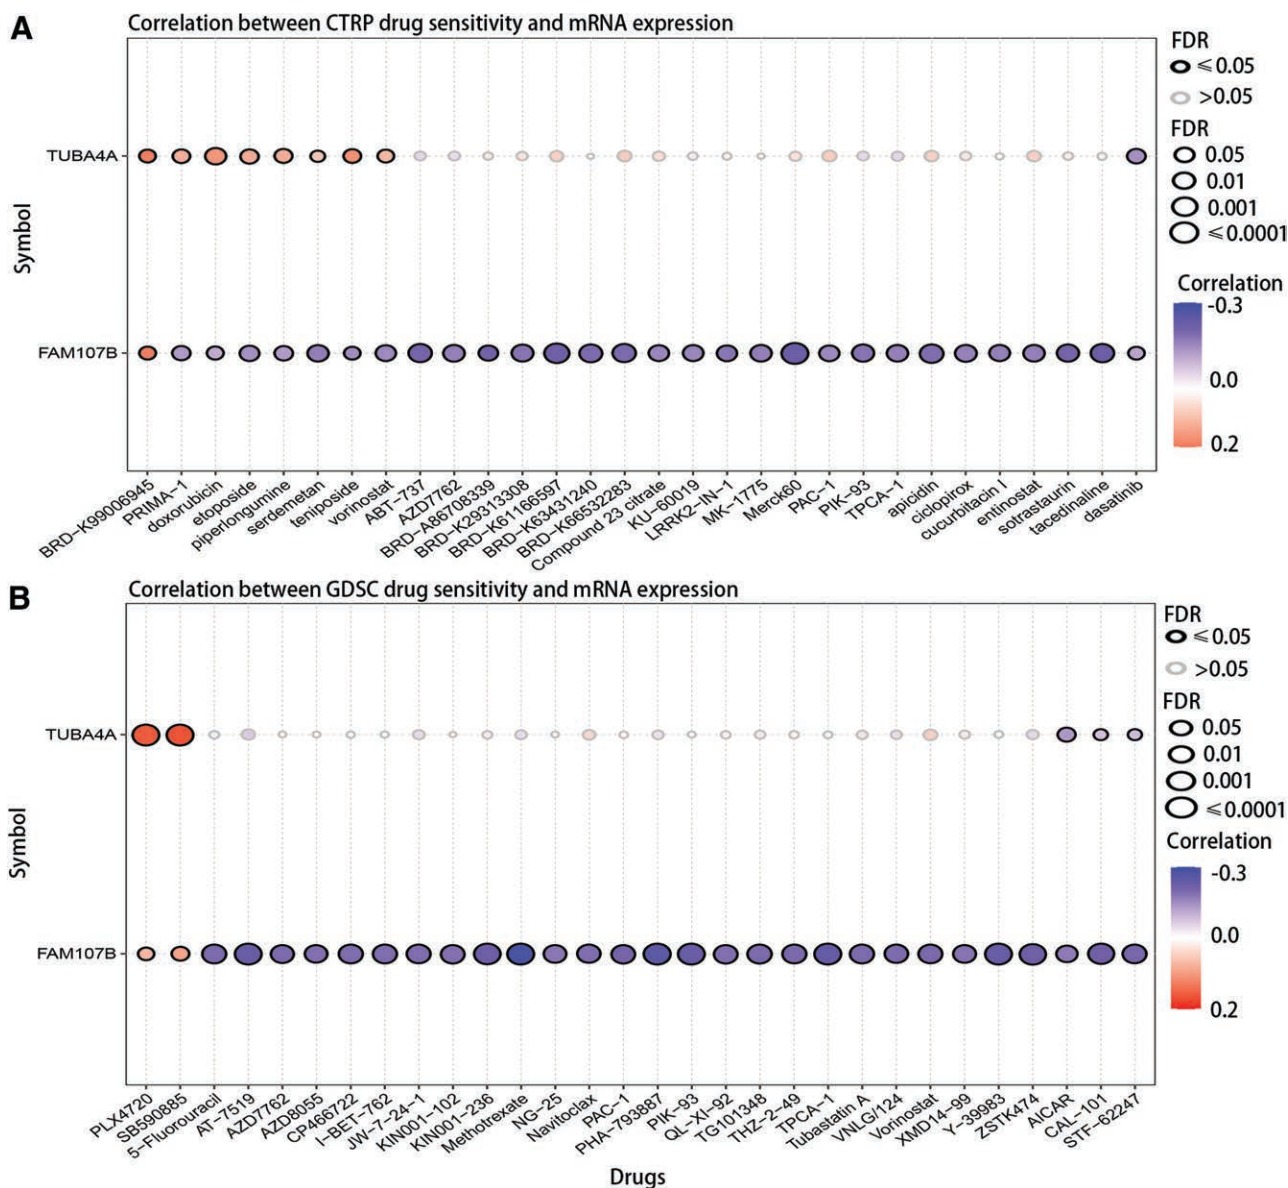 A
Correlation between CTRP drug sensitivity and mRNA expression
FDR
≤ 0.05
>0.05
FDR
0.05
0.01
0.001
≤ 0.0001
Correlation
-0.3
0.0
0.2
Symbol
TUBA4A
FAM107B
BRD−K99006945
PRIMA−1
doxorubicin
etoposide
piperlongumine
serdemetan
teniposide
vorinostat
ABT−737
AZD7762
BRD−A86708339
BRD−K29313308
BRD−K61166597
BRD−K63431240
BRD−K66532283
Compound 23 citrate
KU−60019
LRRK2−IN−1
MK−1775
Merck60
PAC−1
PIK−93
TPCA−1
apicidin
ciclopirox
cucurbitacin I
entinostat
sotrastaurin
tacedinaline
dasatinib
B
Correlation between GDSC drug sensitivity and mRNA expression
FDR
≤ 0.05
>0.05
FDR
0.05
0.01
0.001
≤ 0.0001
Correlation
-0.3
0.0
0.2
Symbol
TUBA4A
FAM107B
PLX4720
SB590885
5−Fluorouracil
AT−7519
AZD7762
AZD8055
CP466722
I−BET−762
JW−7−24−1
KIN001−102
KIN001−236
Methotrexate
NG−25
Navitoclax
PAC−1
PHA−793887
PIK−93
QL−XI−92
TG101348
THZ−2−49
TPCA−1
Tubastatin A
VNLG/124
Vorinostat
XMD14−99
Y−39983
ZSTK474
AICAR
CAL−101
STF−62247
Drugs